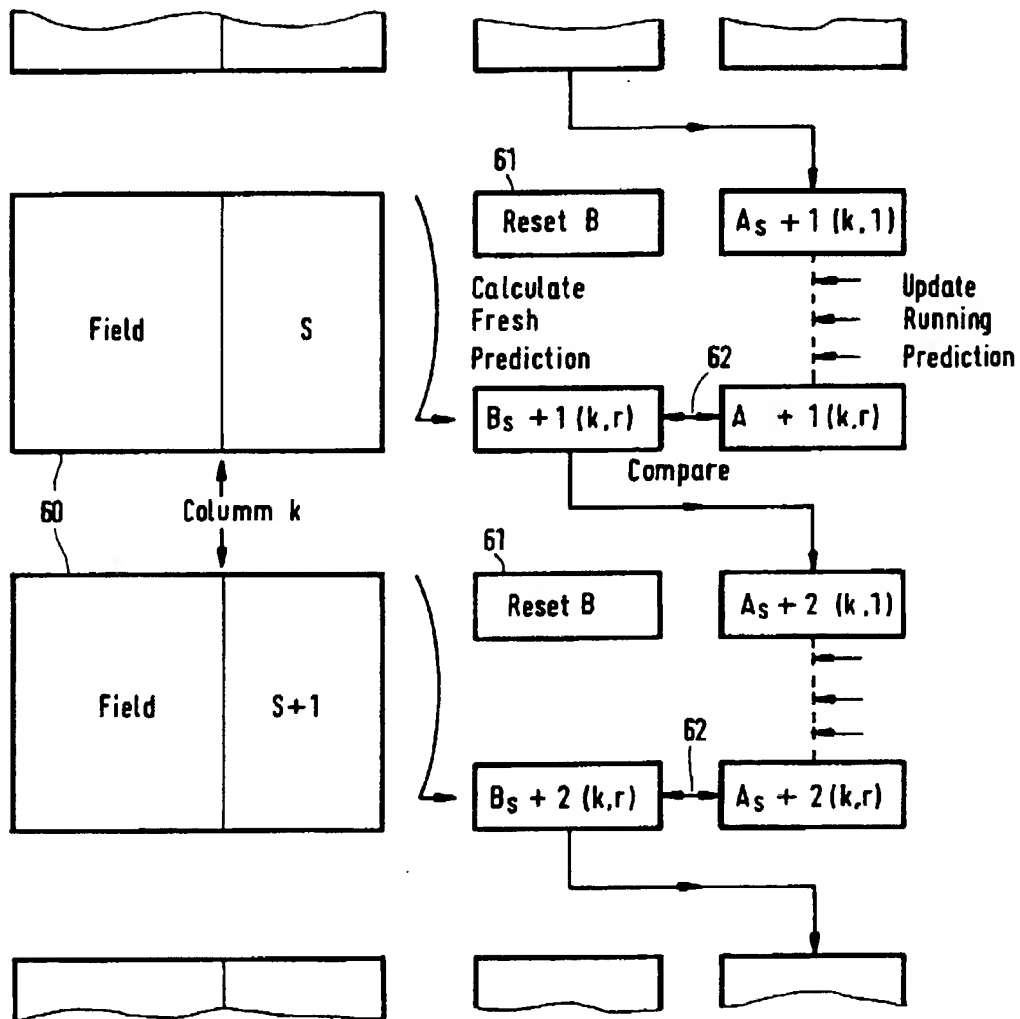 61
Reset B
As + 1 (k,1)
Field
S
Calculate
Fresh
Prediction
Update
Running
Prediction
62
Bs + 1 (k,r)
A + 1 (k,r)
Compare
60
Columm k
61
Reset B
As + 2 (k,1)
Field
S+1
62
Bs + 2 (k,r)
As + 2 (k,r)